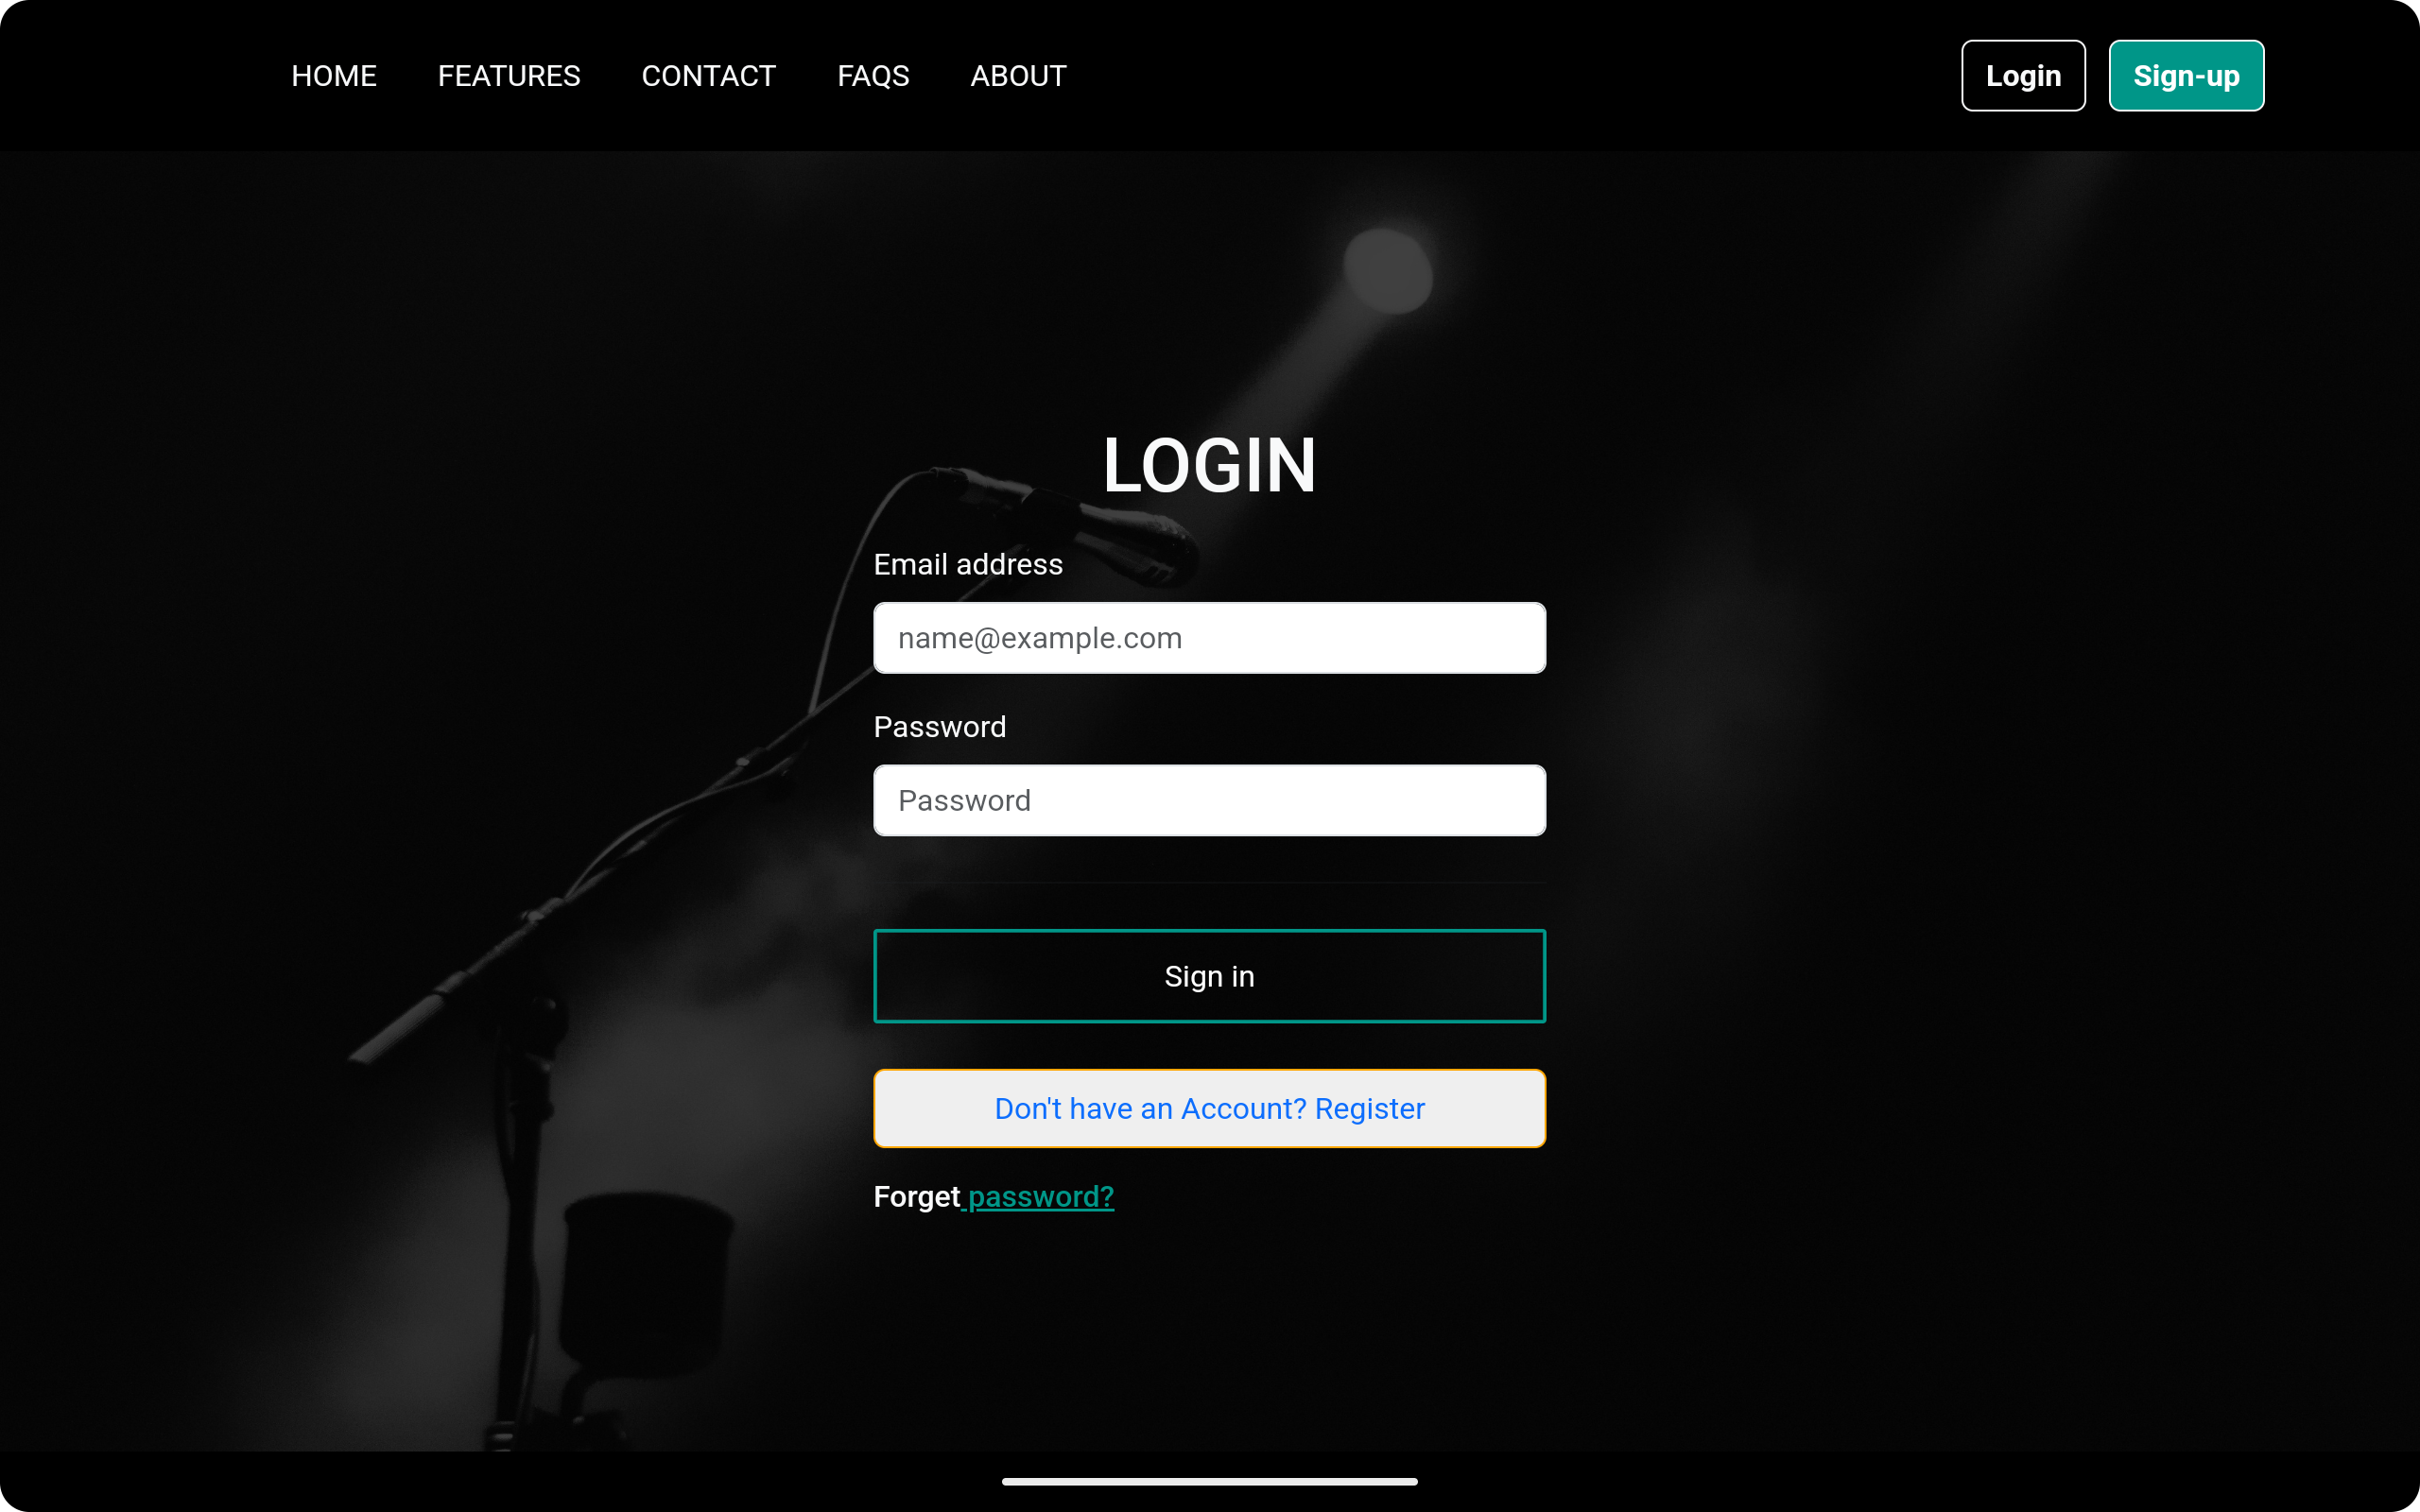 HOME FEATURES CONTACT FAQS ABOUT Login Sign-up
LOGIN
Email address
name@example.com
Password
Password
Sign in
Don't have an Account? Register
Forget password?